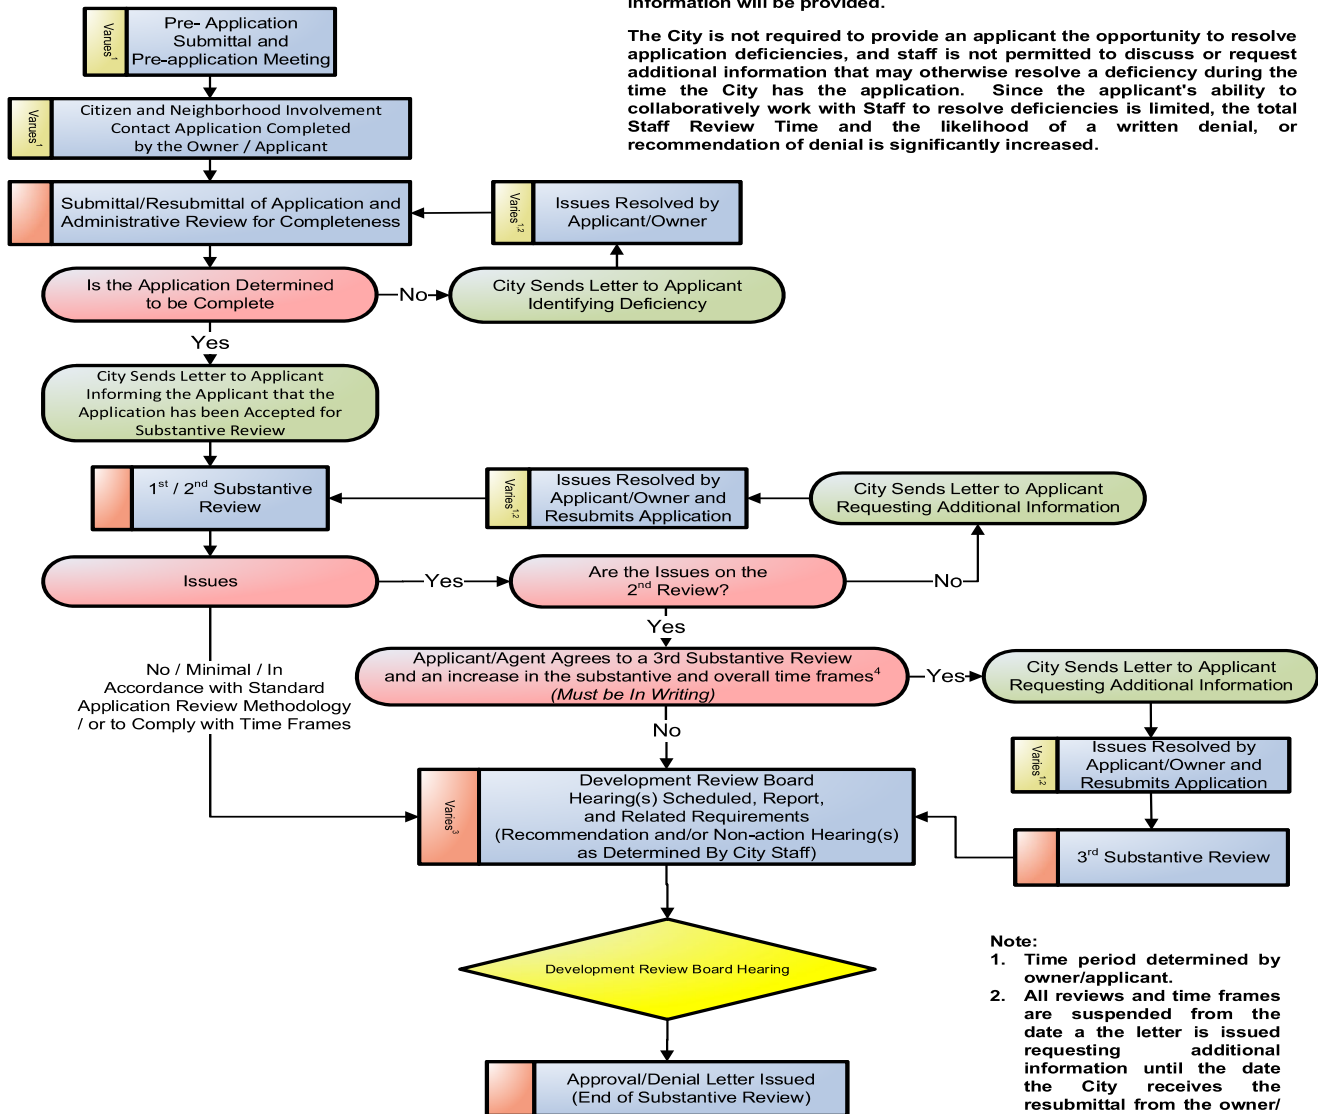 information will be provided.
The City is not required to provide an applicant the opportunity to resolve
application deficiencies, and staff is not permitted to discuss or request
additional information that may otherwise resolve a deficiency during the
time the City has the application. Since the applicant's ability to
collaboratively work with Staff to resolve deficiencies is limited, the total
Staff Review Time and the likelihood of a written denial, or
recommendation of denial is significantly increased.
Varues1
Pre- Application
Submittal and
Pre-application Meeting
Varues1
Citizen and Neighborhood Involvement
Contact Application Completed
by the Owner / Applicant
Submittal/Resubmittal of Application and
Administrative Review for Completeness
Varies1,2
Issues Resolved by
Applicant/Owner
Is the Application Determined
to be Complete
No
City Sends Letter to Applicant
Identifying Deficiency
Yes
City Sends Letter to Applicant
Informing the Applicant that the
Application has been Accepted for
Substantive Review
1st / 2nd Substantive
Review
Varies1,2
Issues Resolved by
Applicant/Owner and
Resubmits Application
City Sends Letter to Applicant
Requesting Additional Information
Issues
Yes
Are the Issues on the
2nd Review?
No
Yes
No / Minimal / In
Accordance with Standard
Application Review Methodology
/ or to Comply with Time Frames
Applicant/Agent Agrees to a 3rd Substantive Review
and an increase in the substantive and overall time frames4
(Must be In Writing)
Yes
City Sends Letter to Applicant
Requesting Additional Information
No
Varies1,2
Issues Resolved by
Applicant/Owner and
Resubmits Application
Varies3
Development Review Board
Hearing(s) Scheduled, Report,
and Related Requirements
(Recommendation and/or Non-action Hearing(s)
as Determined By City Staff)
3rd Substantive Review
Development Review Board Hearing
Approval/Denial Letter Issued
(End of Substantive Review)
Note:
1. Time period determined by
owner/applicant.
2. All reviews and time frames
are suspended from the
date a the letter is issued
requesting additional
information until the date
the City receives the
resubmittal from the owner/